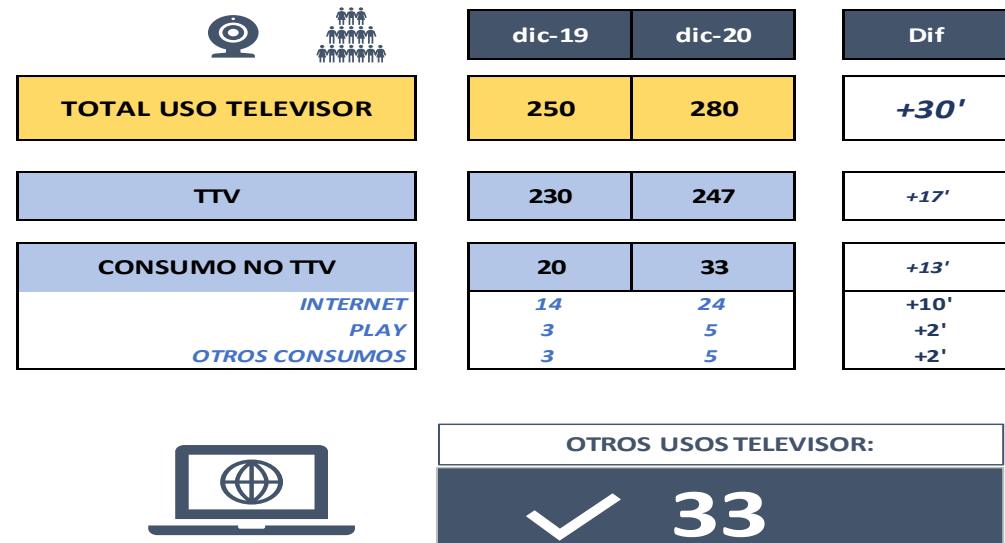 dic-19 dic-20 Dif
TOTAL USO TELEVISOR 250 280 +30'
TTV 230 247 +17'
CONSUMO NO TTV 20 33 +13'
INTERNET 14 24 +10'
PLAY 3 5 +2'
OTROS CONSUMOS 3 5 +2'
OTROS USOS TELEVISOR:
33